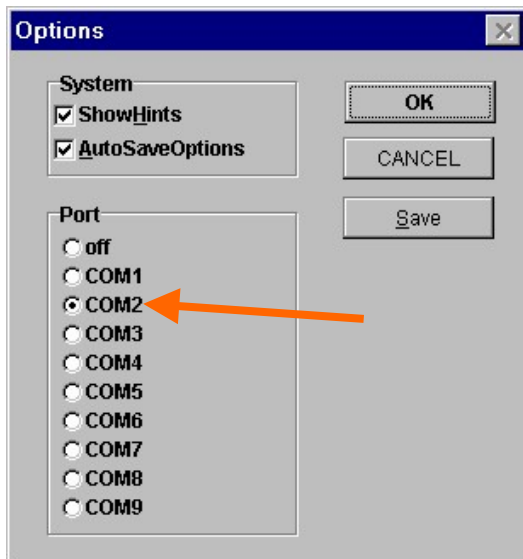 Options
System
ShowHints
AutoSaveOptions
OK
CANCEL
Save
Port
off
COM1
COM2
COM3
COM4
COM5
COM6
COM7
COM8
COM9